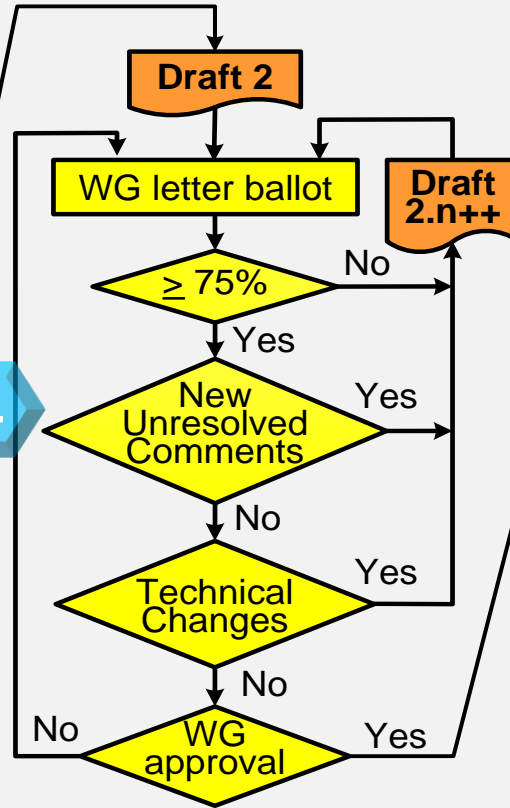 Draft 2
WG letter ballot
Draft
2.n++
≥ 75%
No
Yes
New
Unresolved
Comments
Yes
No
Technical
Changes
Yes
No
No
WG
approval
Yes